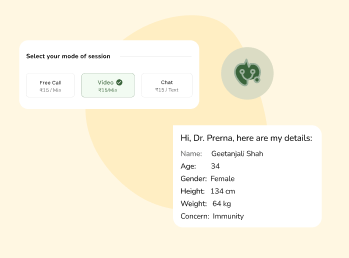 Select your mode of session
Free Call Video Chat
₹15 / Min ₹15/Min ₹15 / Text
Hi, Dr. Prerna, here are my details:
Name: Geetanjali Shah
Age: 34
Gender: Female
Height: 134 cm
Weight: 64 kg
Concern: Immunity